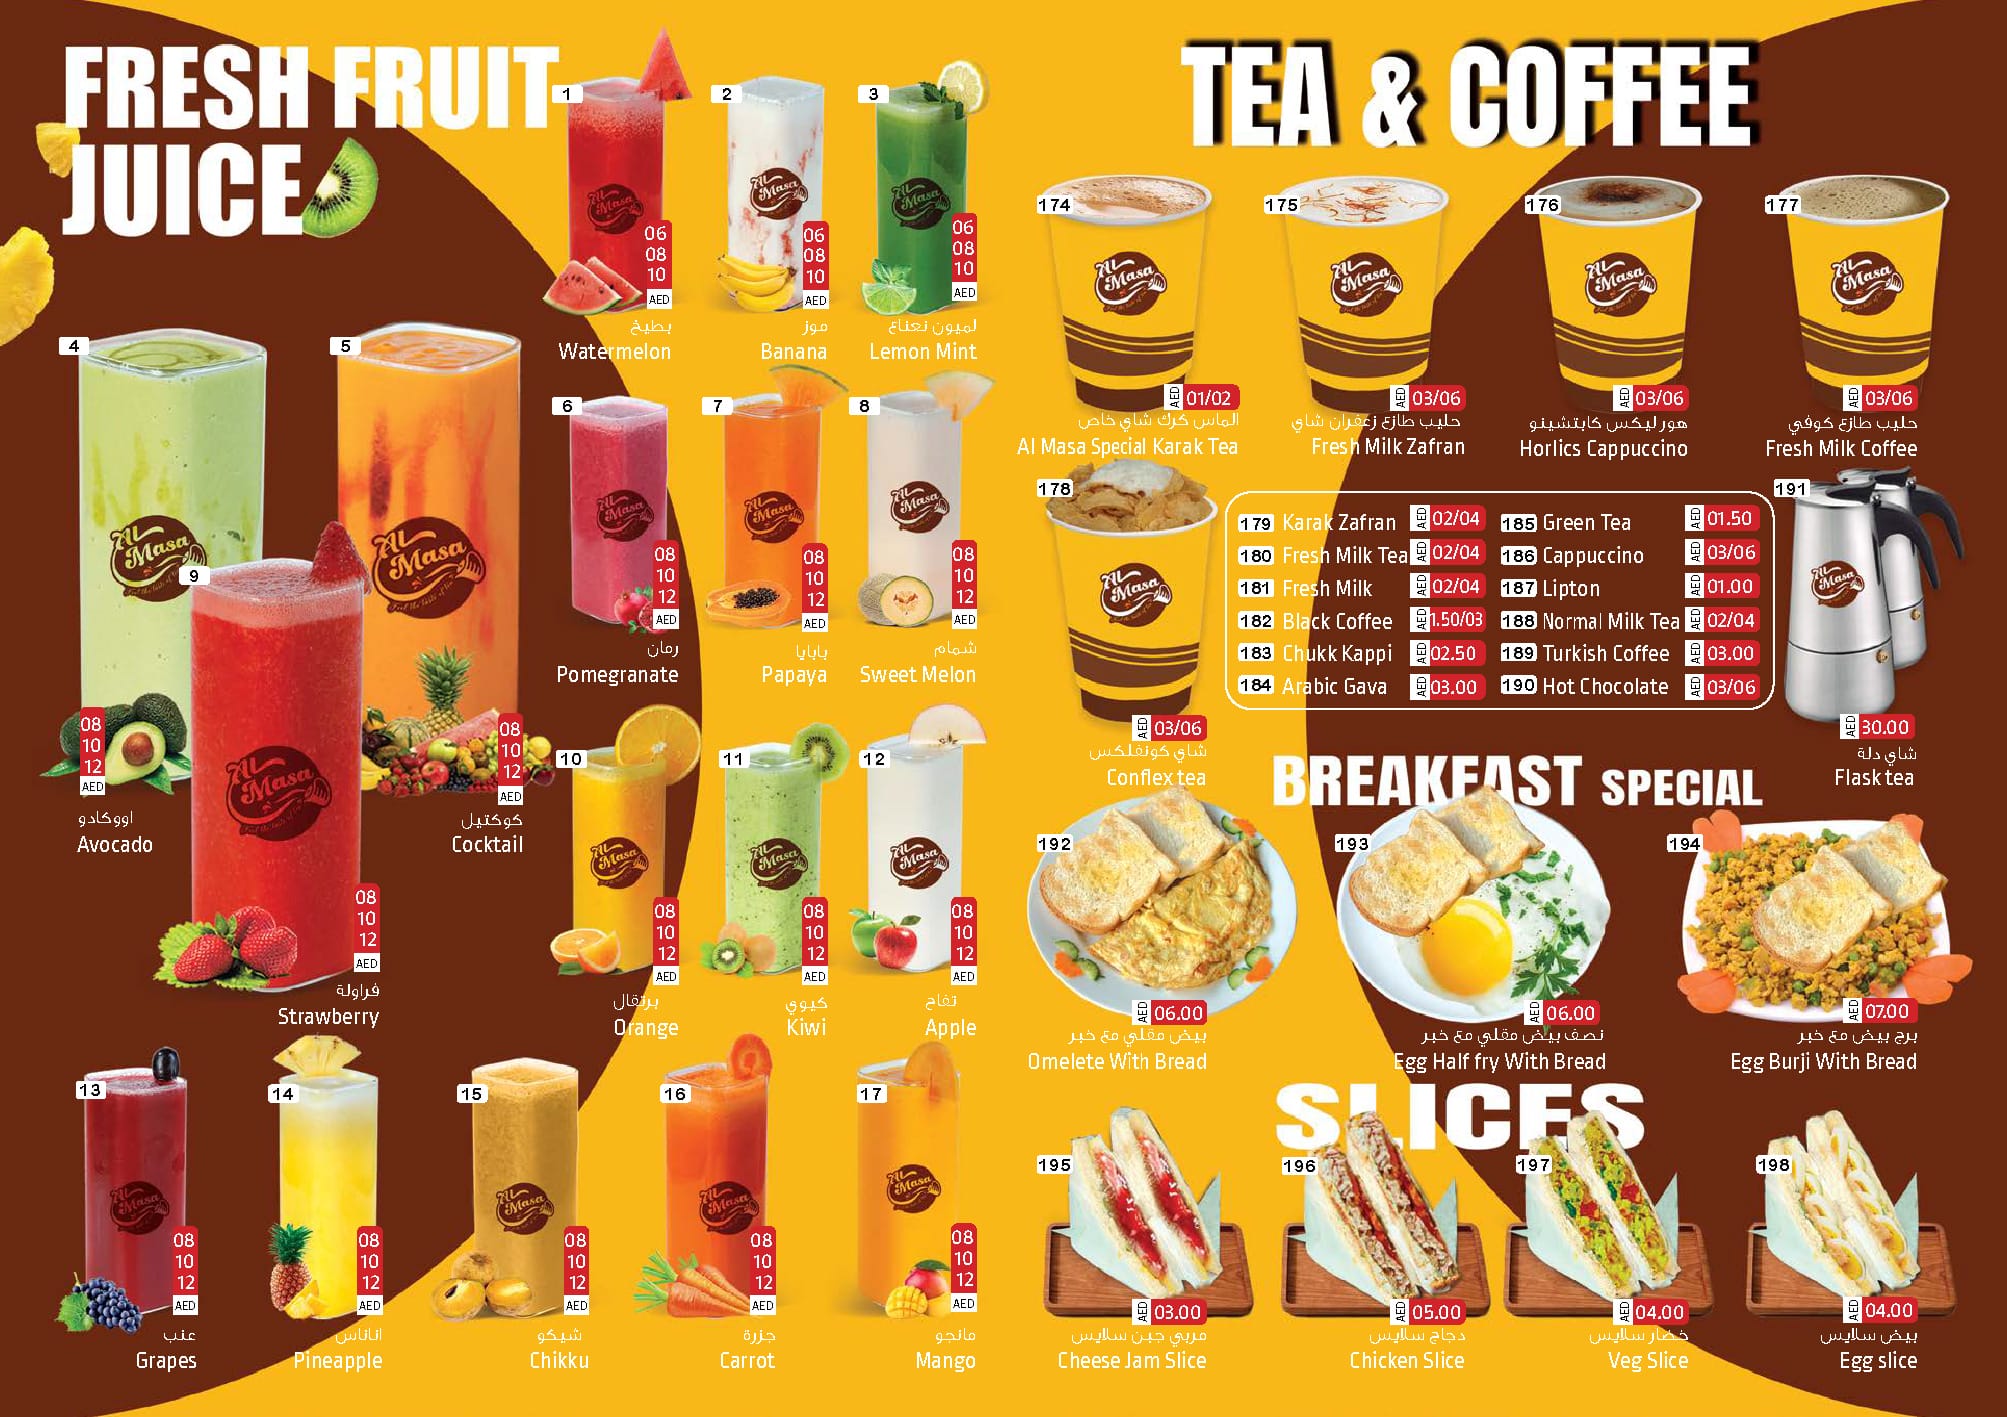 FRESH FRUIT
JUICE
1
06
08
10
AED
بطيخ
Watermelon
2
06
08
10
AED
موز
Banana
3
06
08
10
AED
لميون نعناع
Lemon Mint
4
08
10
12
AED
اووكادو
Avocado
5
08
10
12
AED
كوكتيل
Cocktail
6
08
10
12
AED
رمان
Pomegranate
7
08
10
12
AED
بابايا
Papaya
8
08
10
12
AED
شمام
Sweet Melon
9
08
10
12
AED
فراولة
Strawberry
10
08
10
12
AED
برتقال
Orange
11
08
10
12
AED
كيوي
Kiwi
12
08
10
12
AED
تفاح
Apple
13
08
10
12
AED
عنب
Grapes
14
08
10
12
AED
اناناس
Pineapple
15
08
10
12
AED
شيكو
Chikku
16
08
10
12
AED
جزرة
Carrot
17
08
10
12
AED
مانجو
Mango
Al Masa
TEA & COFFEE
174
AED 01/02
الماس كرك شاي خاص
Al Masa Special Karak Tea
175
AED 03/06
حليب طازع زعفران شاي
Fresh Milk Zafran
176
AED 03/06
هورليكس كابتشينو
Horlics Cappuccino
177
AED 03/06
حليب طازع كوفي
Fresh Milk Coffee
178
AED 03/06
شاي كونفلكس
Conflex tea
179 Karak Zafran AED 02/04
180 Fresh Milk Tea AED 02/04
181 Fresh Milk AED 02/04
182 Black Coffee AED 1.50/03
183 Chukk Kappi AED 02.50
184 Arabic Gava AED 03.00
185 Green Tea AED 01.50
186 Cappuccino AED 03/06
187 Lipton AED 01.00
188 Normal Milk Tea AED 02/04
189 Turkish Coffee AED 03.00
190 Hot Chocolate AED 03/06
191
AED 30.00
شاي دلة
Flask tea
BREAKFAST SPECIAL
192
AED 06.00
بيض مقلي مع خبر
Omelete With Bread
193
AED 06.00
نصف بيض مقلي مع خبر
Egg Half fry With Bread
194
AED 07.00
برج بيض مع خبر
Egg Burji With Bread
SLICES
195
AED 03.00
مربي جبن سلايس
Cheese Jam Slice
196
AED 05.00
دجاج سلايس
Chicken Slice
197
AED 04.00
خضار سلايس
Veg Slice
198
AED 04.00
بيض سلايس
Egg slice